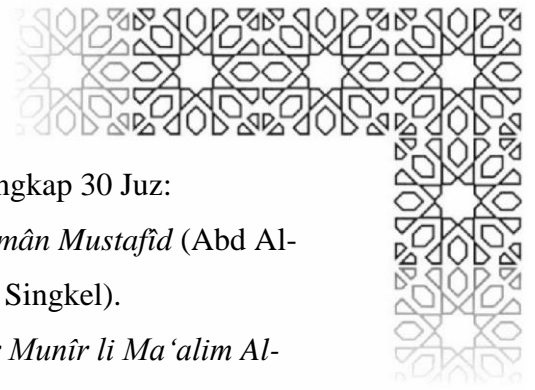 ngkap 30 Juz:
mân Mustafîd (Abd Al-
Singkel).
Munîr li Ma‘alim Al-